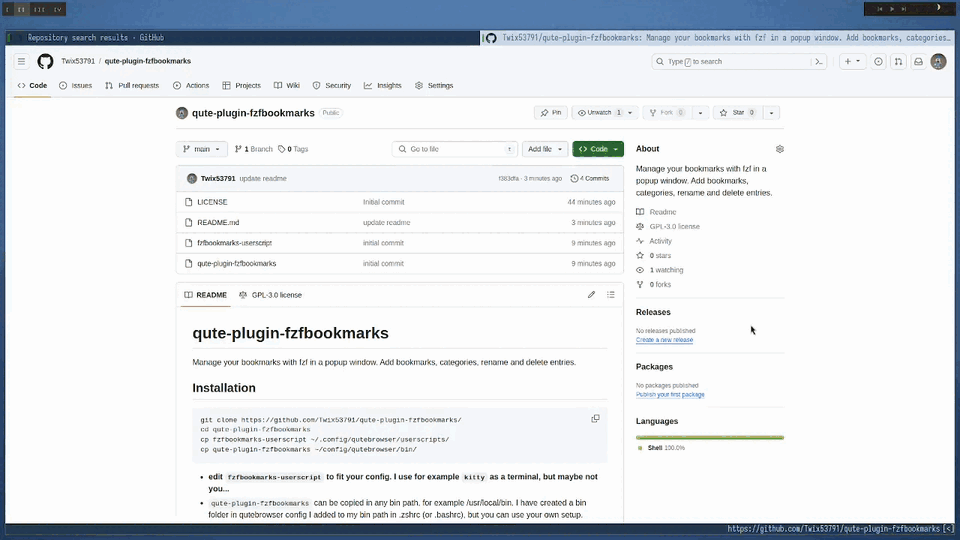 I II III IV
Repository search results - GitHub
Twix53791/qute-plugin-fzfbookmarks: Manage your bookmarks with fzf in a popup window. Add bookmarks, categories…
Twix53791 / qute-plugin-fzfbookmarks
Type / to search
Code Issues Pull requests Actions Projects Wiki Security Insights Settings
qute-plugin-fzfbookmarks Public
Pin Unwatch 1 Fork 0 Star 0
main 1 Branch 0 Tags Go to file t Add file Code
Twix53791 update readme f383dfa · 3 minutes ago 4 Commits
LICENSE Initial commit 44 minutes ago
README.md update readme 3 minutes ago
fzfbookmarks-userscript initial commit 9 minutes ago
qute-plugin-fzfbookmarks initial commit 9 minutes ago
README GPL-3.0 license
qute-plugin-fzfbookmarks
Manage your bookmarks with fzf in a popup window. Add bookmarks, categories, rename and delete entries.
Installation
git clone https://github.com/Twix53791/qute-plugin-fzfbookmarks/
cd qute-plugin-fzfbookmarks
cp fzfbookmarks-userscript ~/.config/qutebrowser/userscripts/
cp qute-plugin-fzfbookmarks ~/config/qutebrowser/bin/
• edit fzfbookmarks-userscript to fit your config. I use for example kitty as a terminal, but maybe not
you...
• qute-plugin-fzfbookmarks can be copied in any bin path, for example /usr/local/bin. I have created a bin
folder in qutebrowser config I added to my bin path in .zshrc (or .bashrc), but you can use your own setup.
About
Manage your bookmarks with fzf in a
popup window. Add bookmarks,
categories, rename and delete entries.
Readme
GPL-3.0 license
Activity
0 stars
1 watching
0 forks
Releases
No releases published
Create a new release
Packages
No packages published
Publish your first package
Languages
Shell 100.0%
https://github.com/Twix53791/qute-plugin-fzfbookmarks [<]